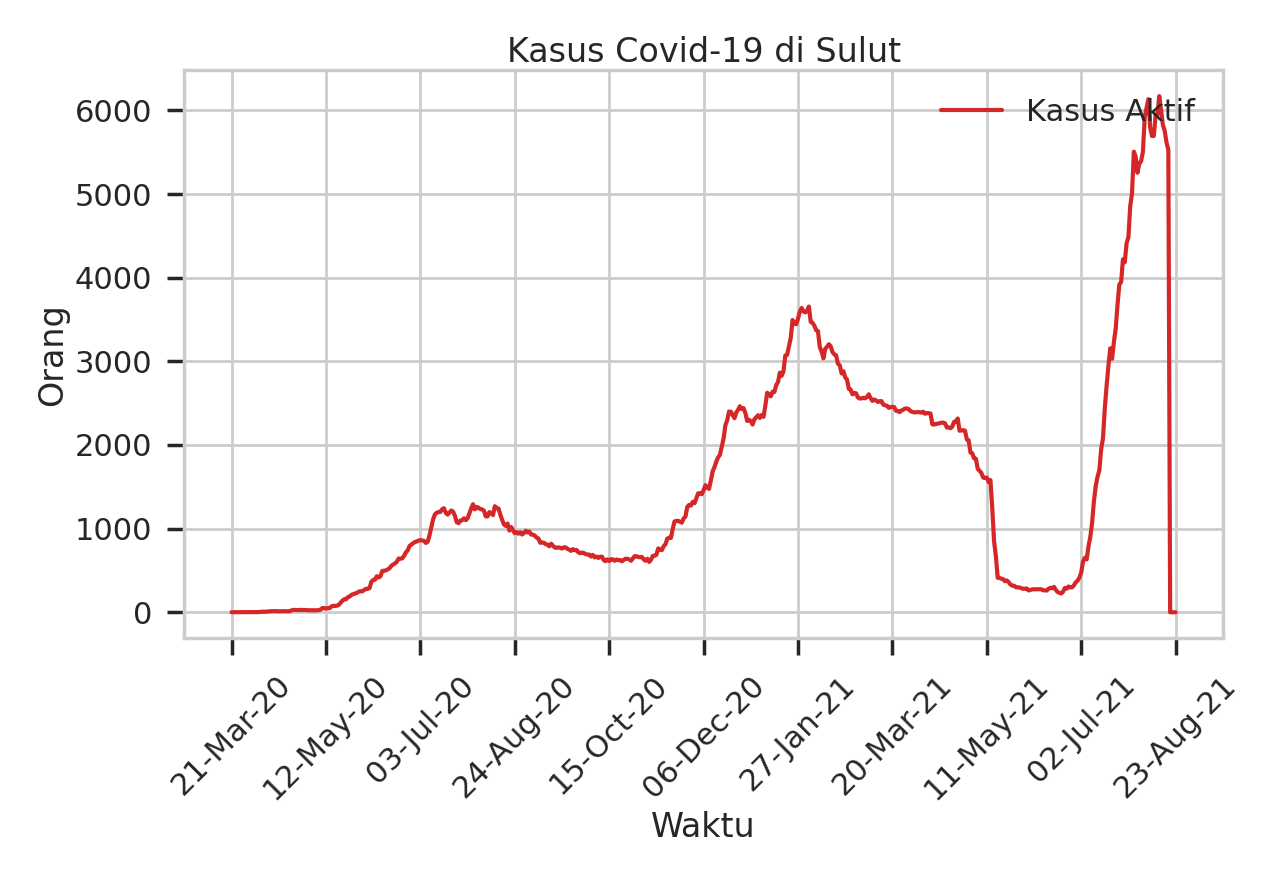 Kasus Covid-19 di Sulut
Kasus Aktif
Orang
6000
5000
4000
3000
2000
1000
0
21-Mar-20
12-May-20
03-Jul-20
24-Aug-20
15-Oct-20
06-Dec-20
27-Jan-21
20-Mar-21
11-May-21
02-Jul-21
23-Aug-21
Waktu